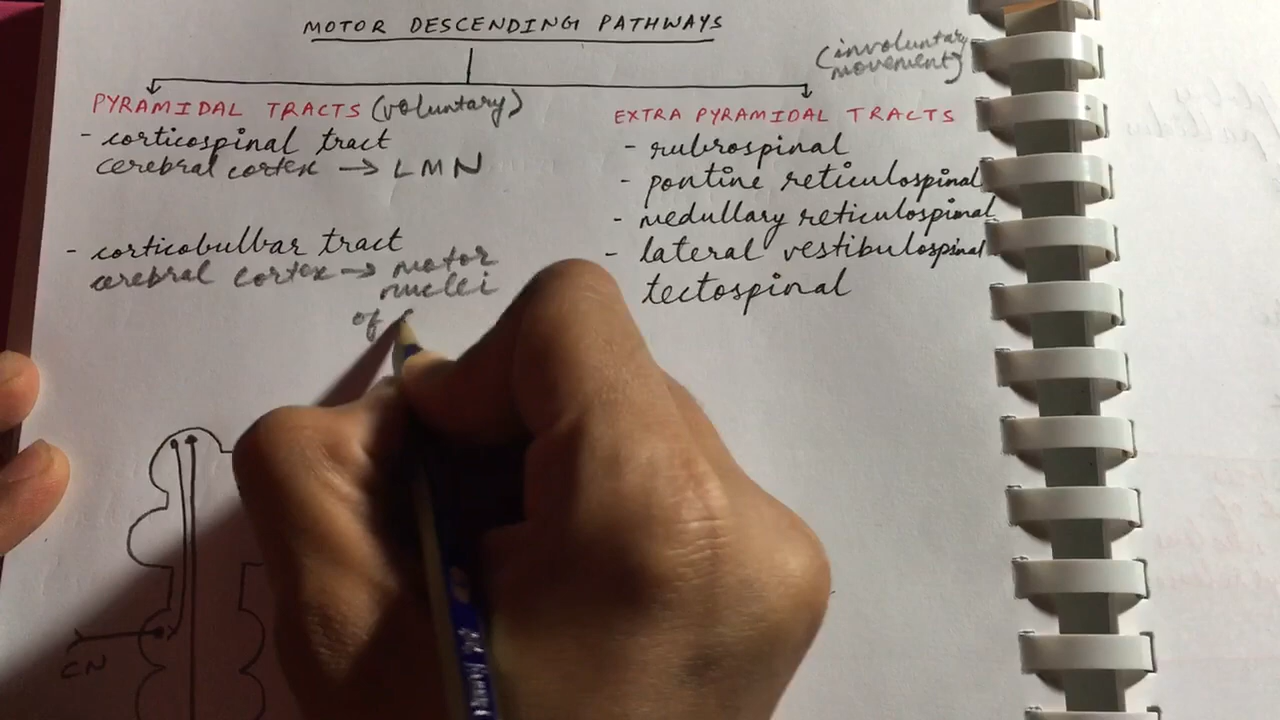 MOTOR DESCENDING PATHWAYS
(involuntary
movement)
PYRAMIDAL TRACTS (voluntary)
- corticospinal tract
cerebral cortex → LMN
- corticobulbar tract
cerebral cortex → motor
nuclei
of
EXTRA PYRAMIDAL TRACTS
- rubrospinal
- pontine reticulospinal
- medullary reticulospinal
- lateral vestibulospinal
tectospinal
CN